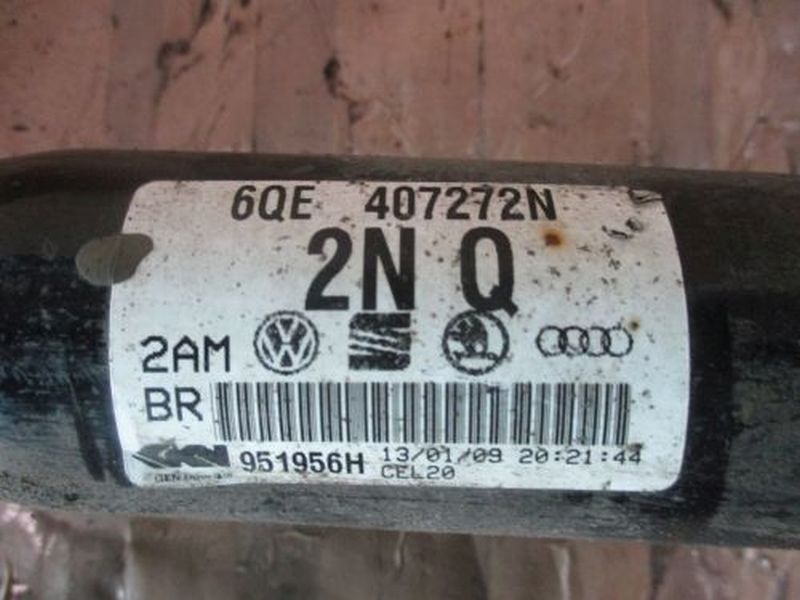 6QE 407272N
2N Q
2AM
BR
951956H 13/01/09 20:21:44
CEL20